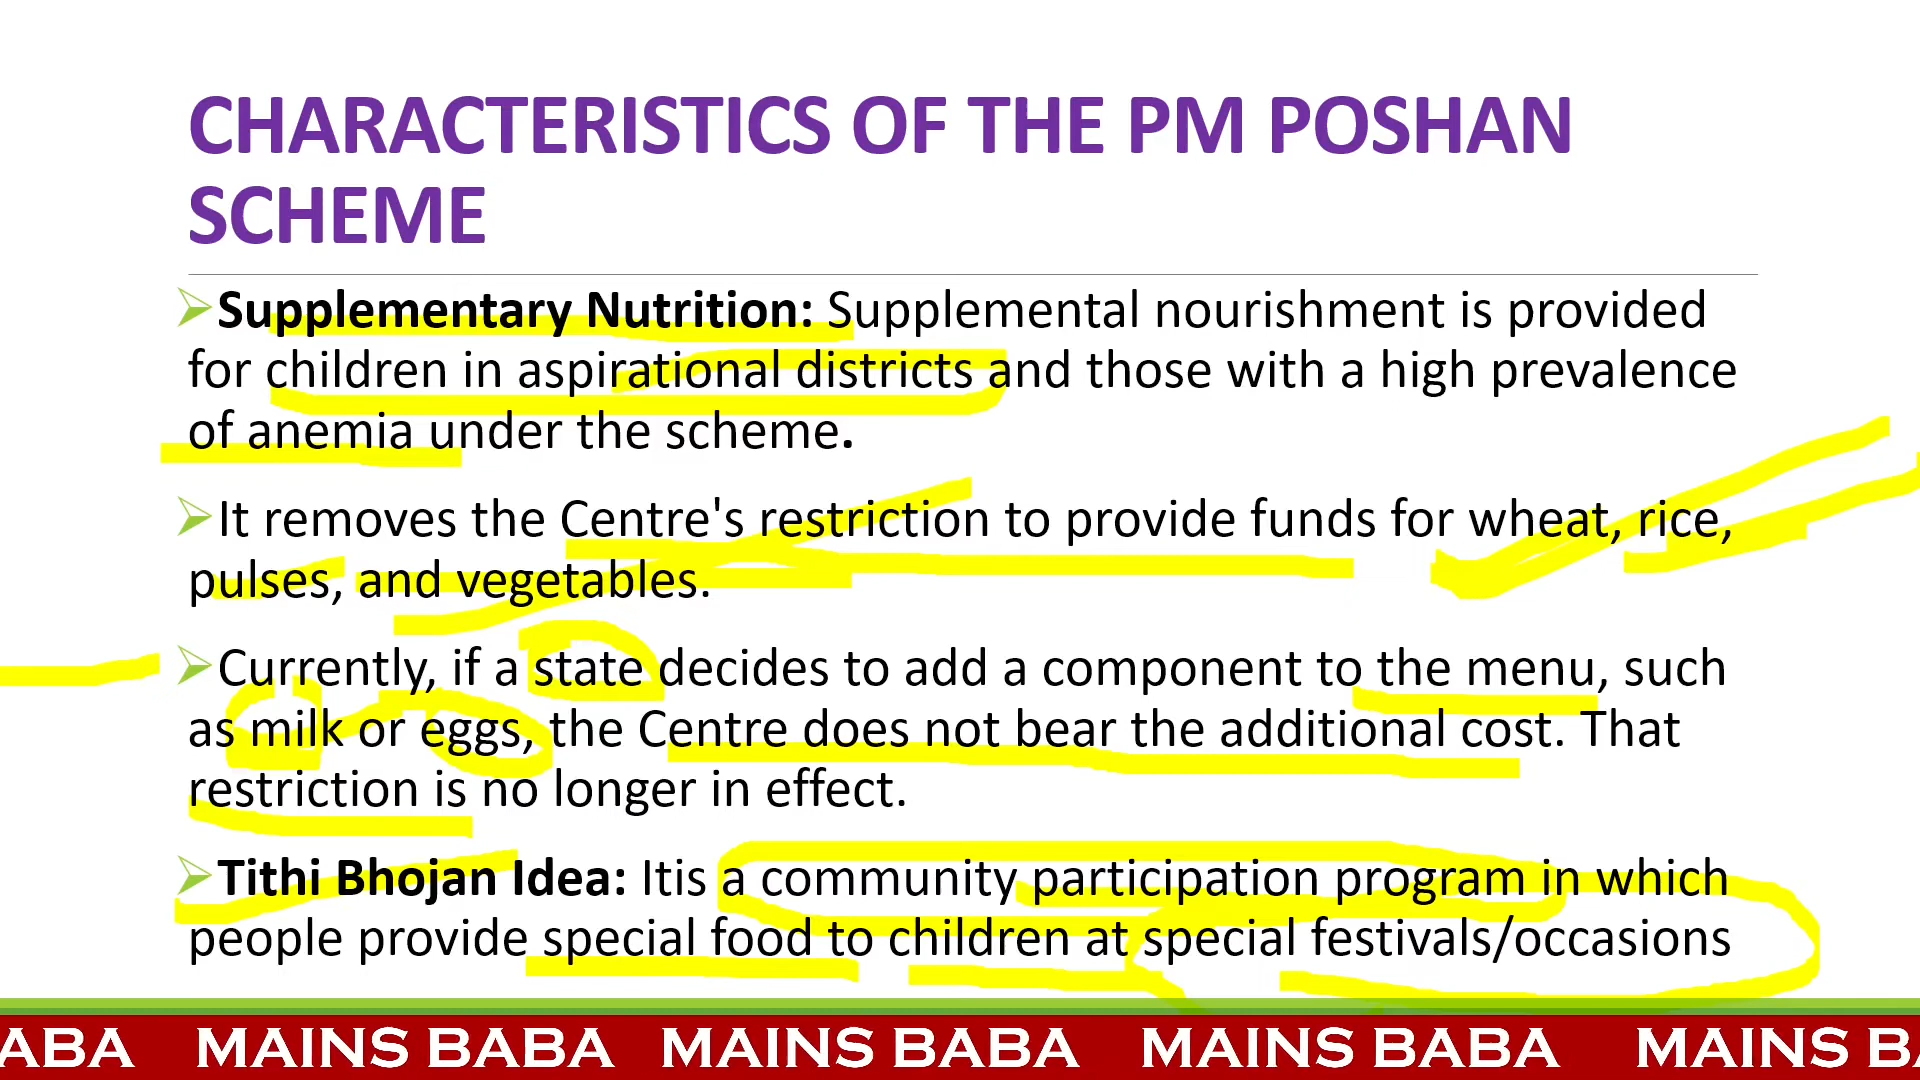 CHARACTERISTICS OF THE PM POSHAN
SCHEME
➢Supplementary Nutrition: Supplemental nourishment is provided
for children in aspirational districts and those with a high prevalence
of anemia under the scheme.
➢It removes the Centre's restriction to provide funds for wheat, rice,
pulses, and vegetables.
➢Currently, if a state decides to add a component to the menu, such
as milk or eggs, the Centre does not bear the additional cost. That
restriction is no longer in effect.
➢Tithi Bhojan Idea: Itis a community participation program in which
people provide special food to children at special festivals/occasions
ABA MAINS BABA MAINS BABA MAINS BABA MAINS BA